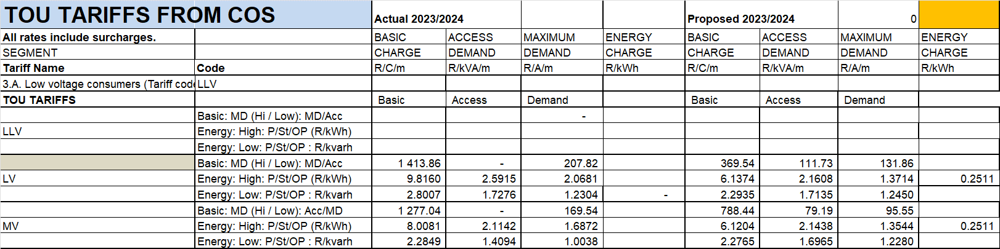 TOU TARIFFS FROM COS Actual 2023/2024 Proposed 2023/2024 0
All rates include surcharges. BASIC ACCESS MAXIMUM ENERGY BASIC ACCESS MAXIMUM ENERGY
SEGMENT CHARGE DEMAND DEMAND CHARGE CHARGE DEMAND DEMAND CHARGE
Tariff Name Code R/C/m R/kVA/m R/A/m R/kWh R/C/m R/kVA/m R/A/m R/kWh
3.A. Low voltage consumers (Tariff code LLV
TOU TARIFFS Basic Access Demand Basic Access Demand
Basic: MD (Hi / Low): MD/Acc -
LLV Energy: High: P/St/OP (R/kWh)
Energy: Low: P/St/OP : R/kvarh
Basic: MD (Hi / Low): MD/Acc 1 413.86 - 207.82 369.54 111.73 131.86
LV Energy: High: P/St/OP (R/kWh) 9.8160 2.5915 2.0681 6.1374 2.1608 1.3714 0.2511
Energy: Low: P/St/OP : R/kvarh 2.8007 1.7276 1.2304 - 2.2935 1.7135 1.2450
Basic: MD (Hi / Low): Acc/MD 1 277.04 - 169.54 788.44 79.19 95.55
MV Energy: High: P/St/OP (R/kWh) 8.0081 2.1142 1.6872 6.1204 2.1438 1.3544 0.2511
Energy: Low: P/St/OP : R/kvarh 2.2849 1.4094 1.0038 2.2765 1.6965 1.2280